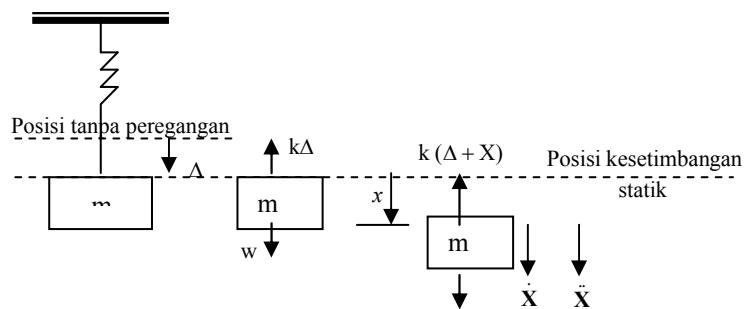 Posisi tanpa peregangan
Δ
kΔ
m
w
k (Δ + X)
x
m
Posisi kesetimbangan
statik
Ẋ
Ẍ